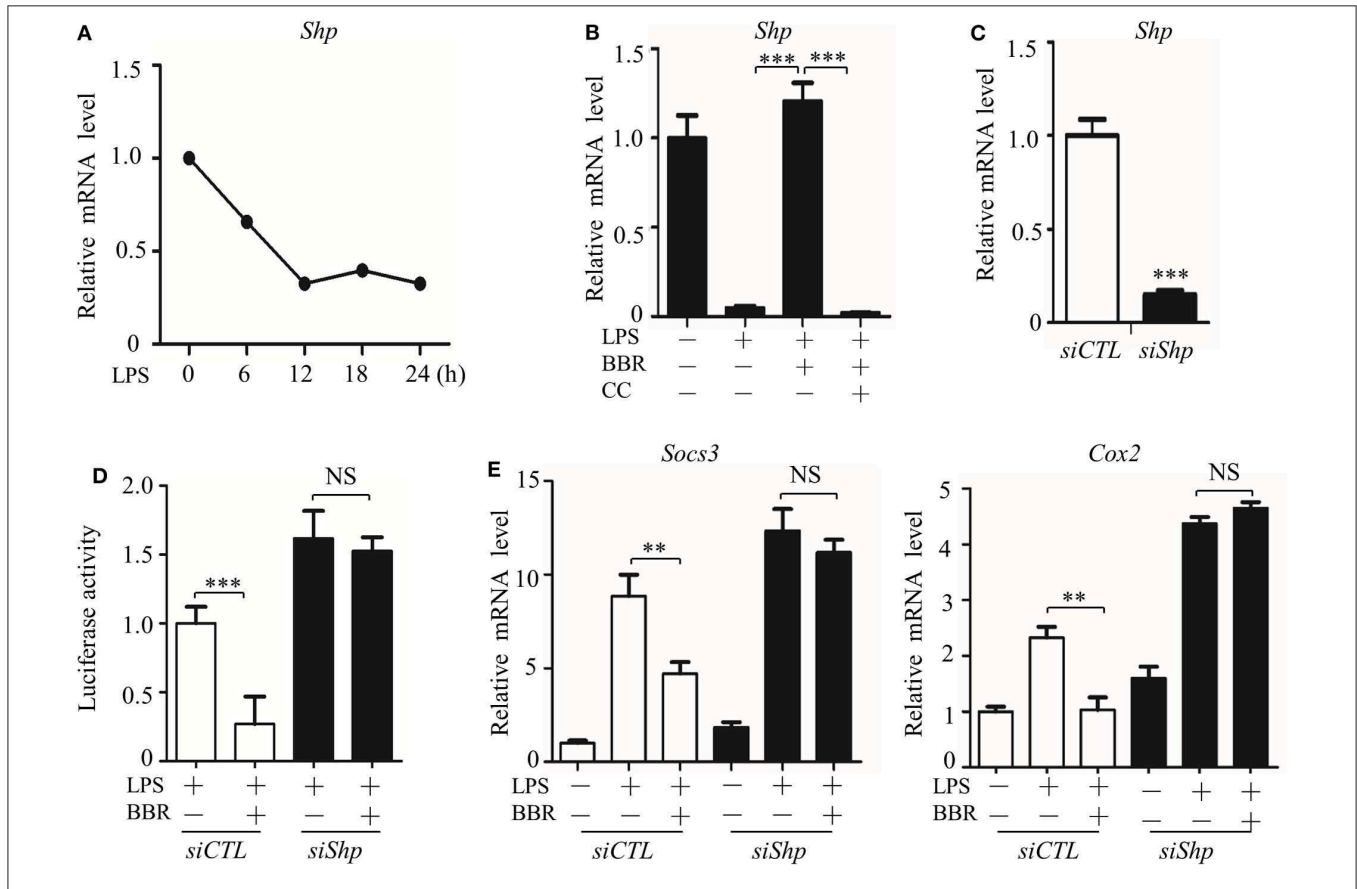 A
Shp
Relative mRNA level
1.5
1.0
0.5
0
LPS 0 6 12 18 24 (h)
B
Shp
Relative mRNA level
1.5
1.0
0.5
0
*** ***
LPS — + + +
BBR — — + +
CC — — — +
C
Shp
Relative mRNA level
1.5
1.0
0.5
0
***
siCTL siShp
D
Luciferase activity
2.0
1.5
1.0
0.5
0
***
NS
LPS + + + +
BBR — + — +
siCTL siShp
E
Socs3
Relative mRNA level
15
10
5
0
**
NS
LPS — + + — + +
BBR — — + — — +
siCTL siShp
Cox2
Relative mRNA level
5
4
3
2
1
0
**
NS
LPS — + + — + +
BBR — — + — — +
siCTL siShp